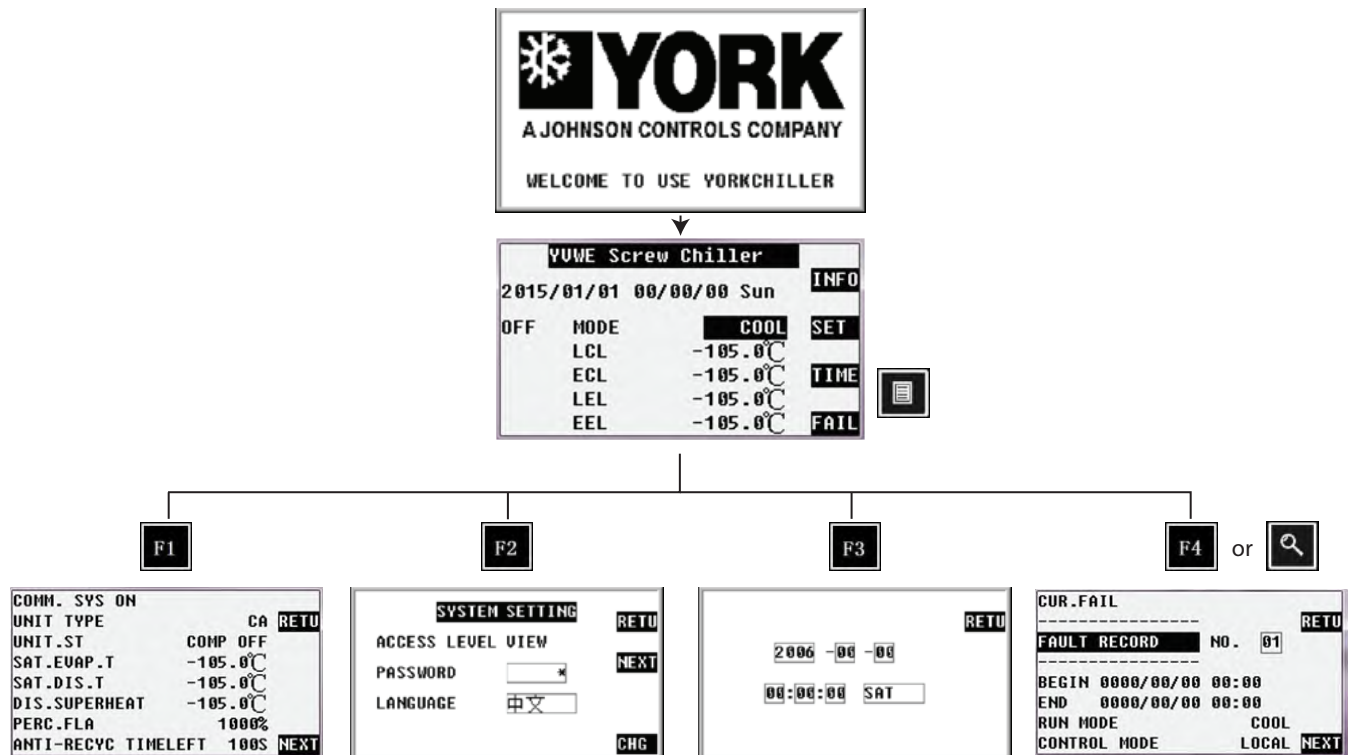 YORK
A JOHNSON CONTROLS COMPANY
WELCOME TO USE YORKCHILLER
YVWE Screw Chiller
INFO
2015/01/01 00/00/00 Sun
OFF MODE COOL SET
LCL -105.0℃
ECL -105.0℃ TIME
LEL -105.0℃
EEL -105.0℃ FAIL
F1
F2
F3
F4 or
COMM. SYS ON
UNIT TYPE CA RETU
UNIT.ST COMP OFF
SAT.EVAP.T -105.0℃
SAT.DIS.T -105.0℃
DIS.SUPERHEAT -105.0℃
PERC.FLA 1000%
ANTI-RECYC TIMELEFT 100S NEXT
SYSTEM SETTING
RETU
ACCESS LEVEL VIEW
NEXT
PASSWORD *
LANGUAGE 中文
CHG
RETU
2006 -00 -00
00:00:00 SAT
CUR.FAIL
RETU
------------------
FAULT RECORD NO. 01
------------------
BEGIN 0000/00/00 00:00
END 0000/00/00 00:00
RUN MODE COOL
CONTROL MODE LOCAL NEXT